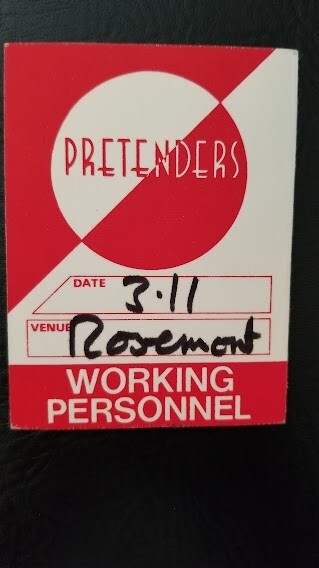 PRETENDERS
DATE 3·11
VENUE Rosemont
WORKING
PERSONNEL